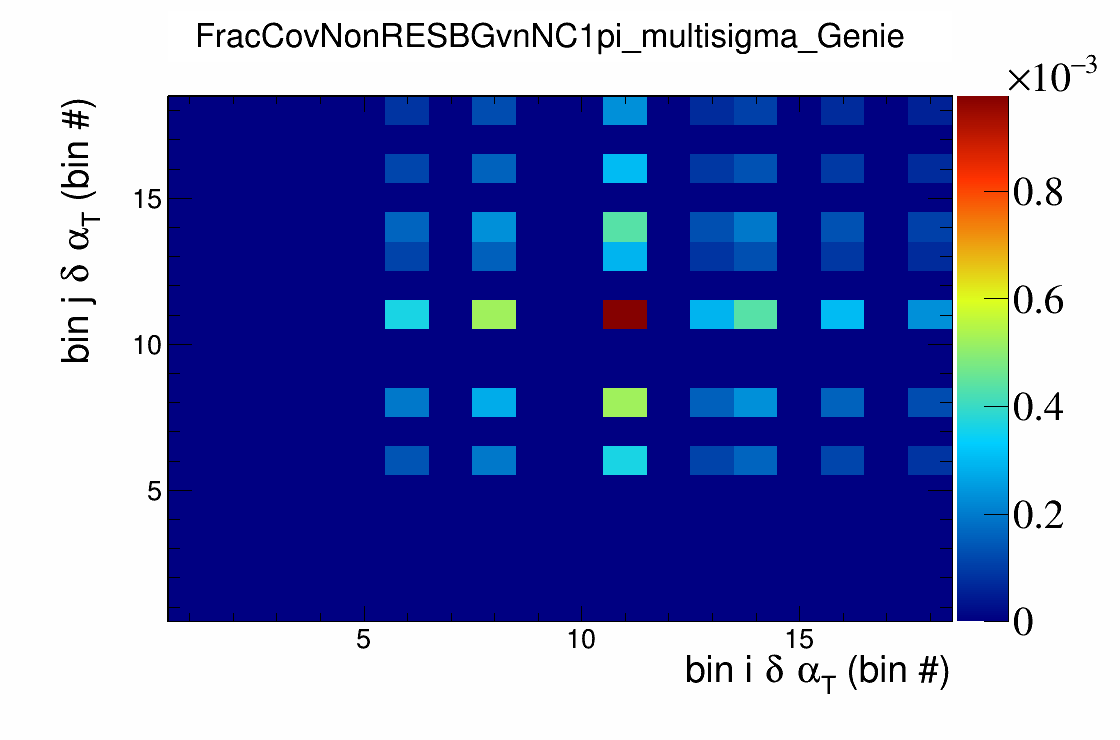 FracCovNonRESBGvnNC1pi_multisigma_Genie
×10⁻³
bin j δ α_T (bin #)
15
10
5
0.8
0.6
0.4
0.2
0
5 10 15
bin i δ α_T (bin #)